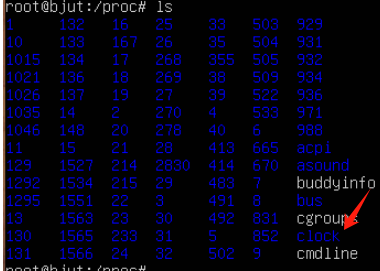 root@bjut:/proc# ls
1 132 16 25 33 503 929
10 133 167 26 35 504 931
1015 134 17 268 355 505 932
1021 136 18 269 38 509 934
1026 137 19 27 39 522 936
1035 14 2 270 4 533 971
1046 148 20 278 40 6 988
11 15 21 28 413 665 acpi
129 1527 214 2830 414 670 asound
1292 1534 215 29 483 7 buddyinfo
1295 1551 22 3 491 8 bus
13 1563 23 30 492 831 cgroups
130 1565 233 31 5 852 clock
131 1566 24 32 502 9 cmdline
root@bjut:/proc#